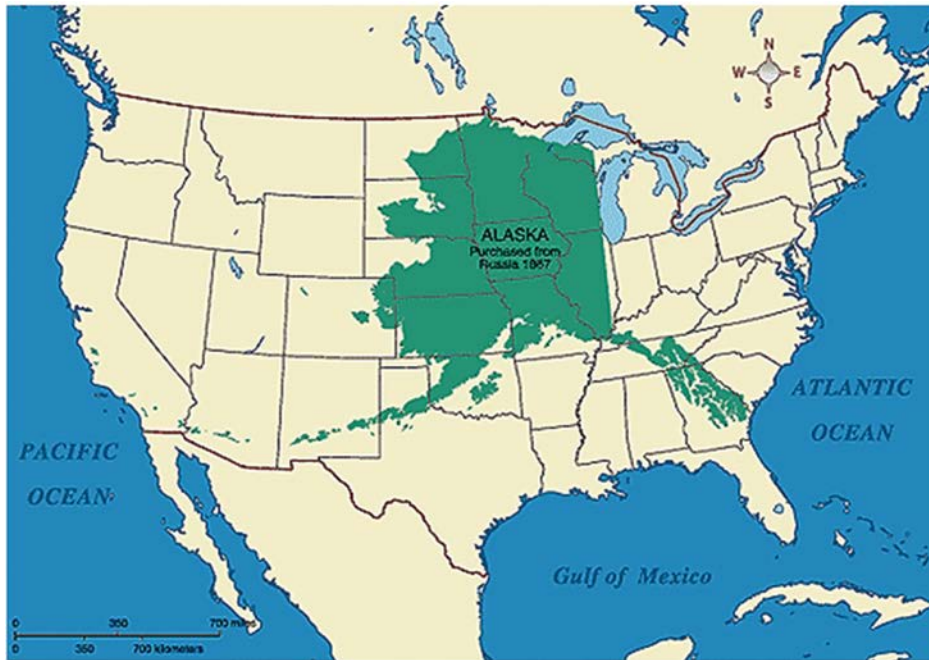 N
W E
S
ALASKA
Purchased from
Russia 1867
ATLANTIC
OCEAN
PACIFIC
OCEAN
Gulf of Mexico
0 350 700 miles
0 350 700 kilometers